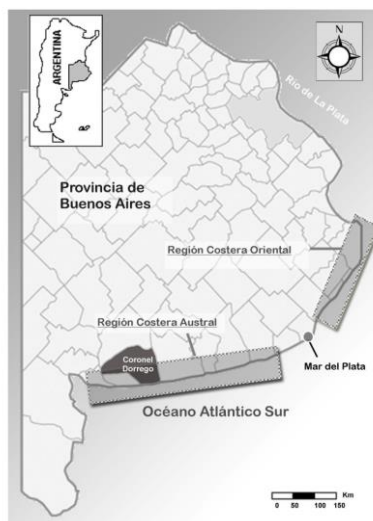 ARGENTINA
N
Río de La Plata
Provincia de
Buenos Aires
Región Costera Oriental
Región Costera Austral
Coronel
Dorrego
Mar del Plata
Océano Atlántico Sur
Km
0 50 100 150